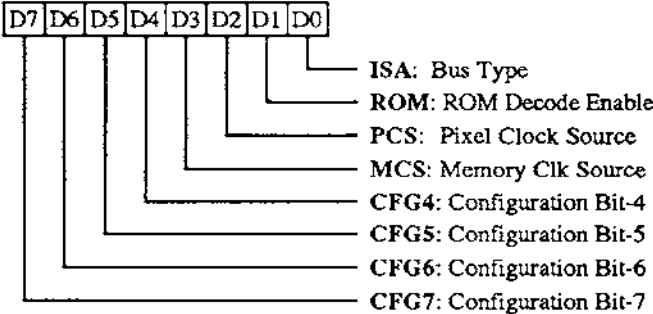 D7 D6 D5 D4 D3 D2 D1 D0
ISA: Bus Type
ROM: ROM Decode Enable
PCS: Pixel Clock Source
MCS: Memory Clk Source
CFG4: Configuration Bit-4
CFG5: Configuration Bit-5
CFG6: Configuration Bit-6
CFG7: Configuration Bit-7